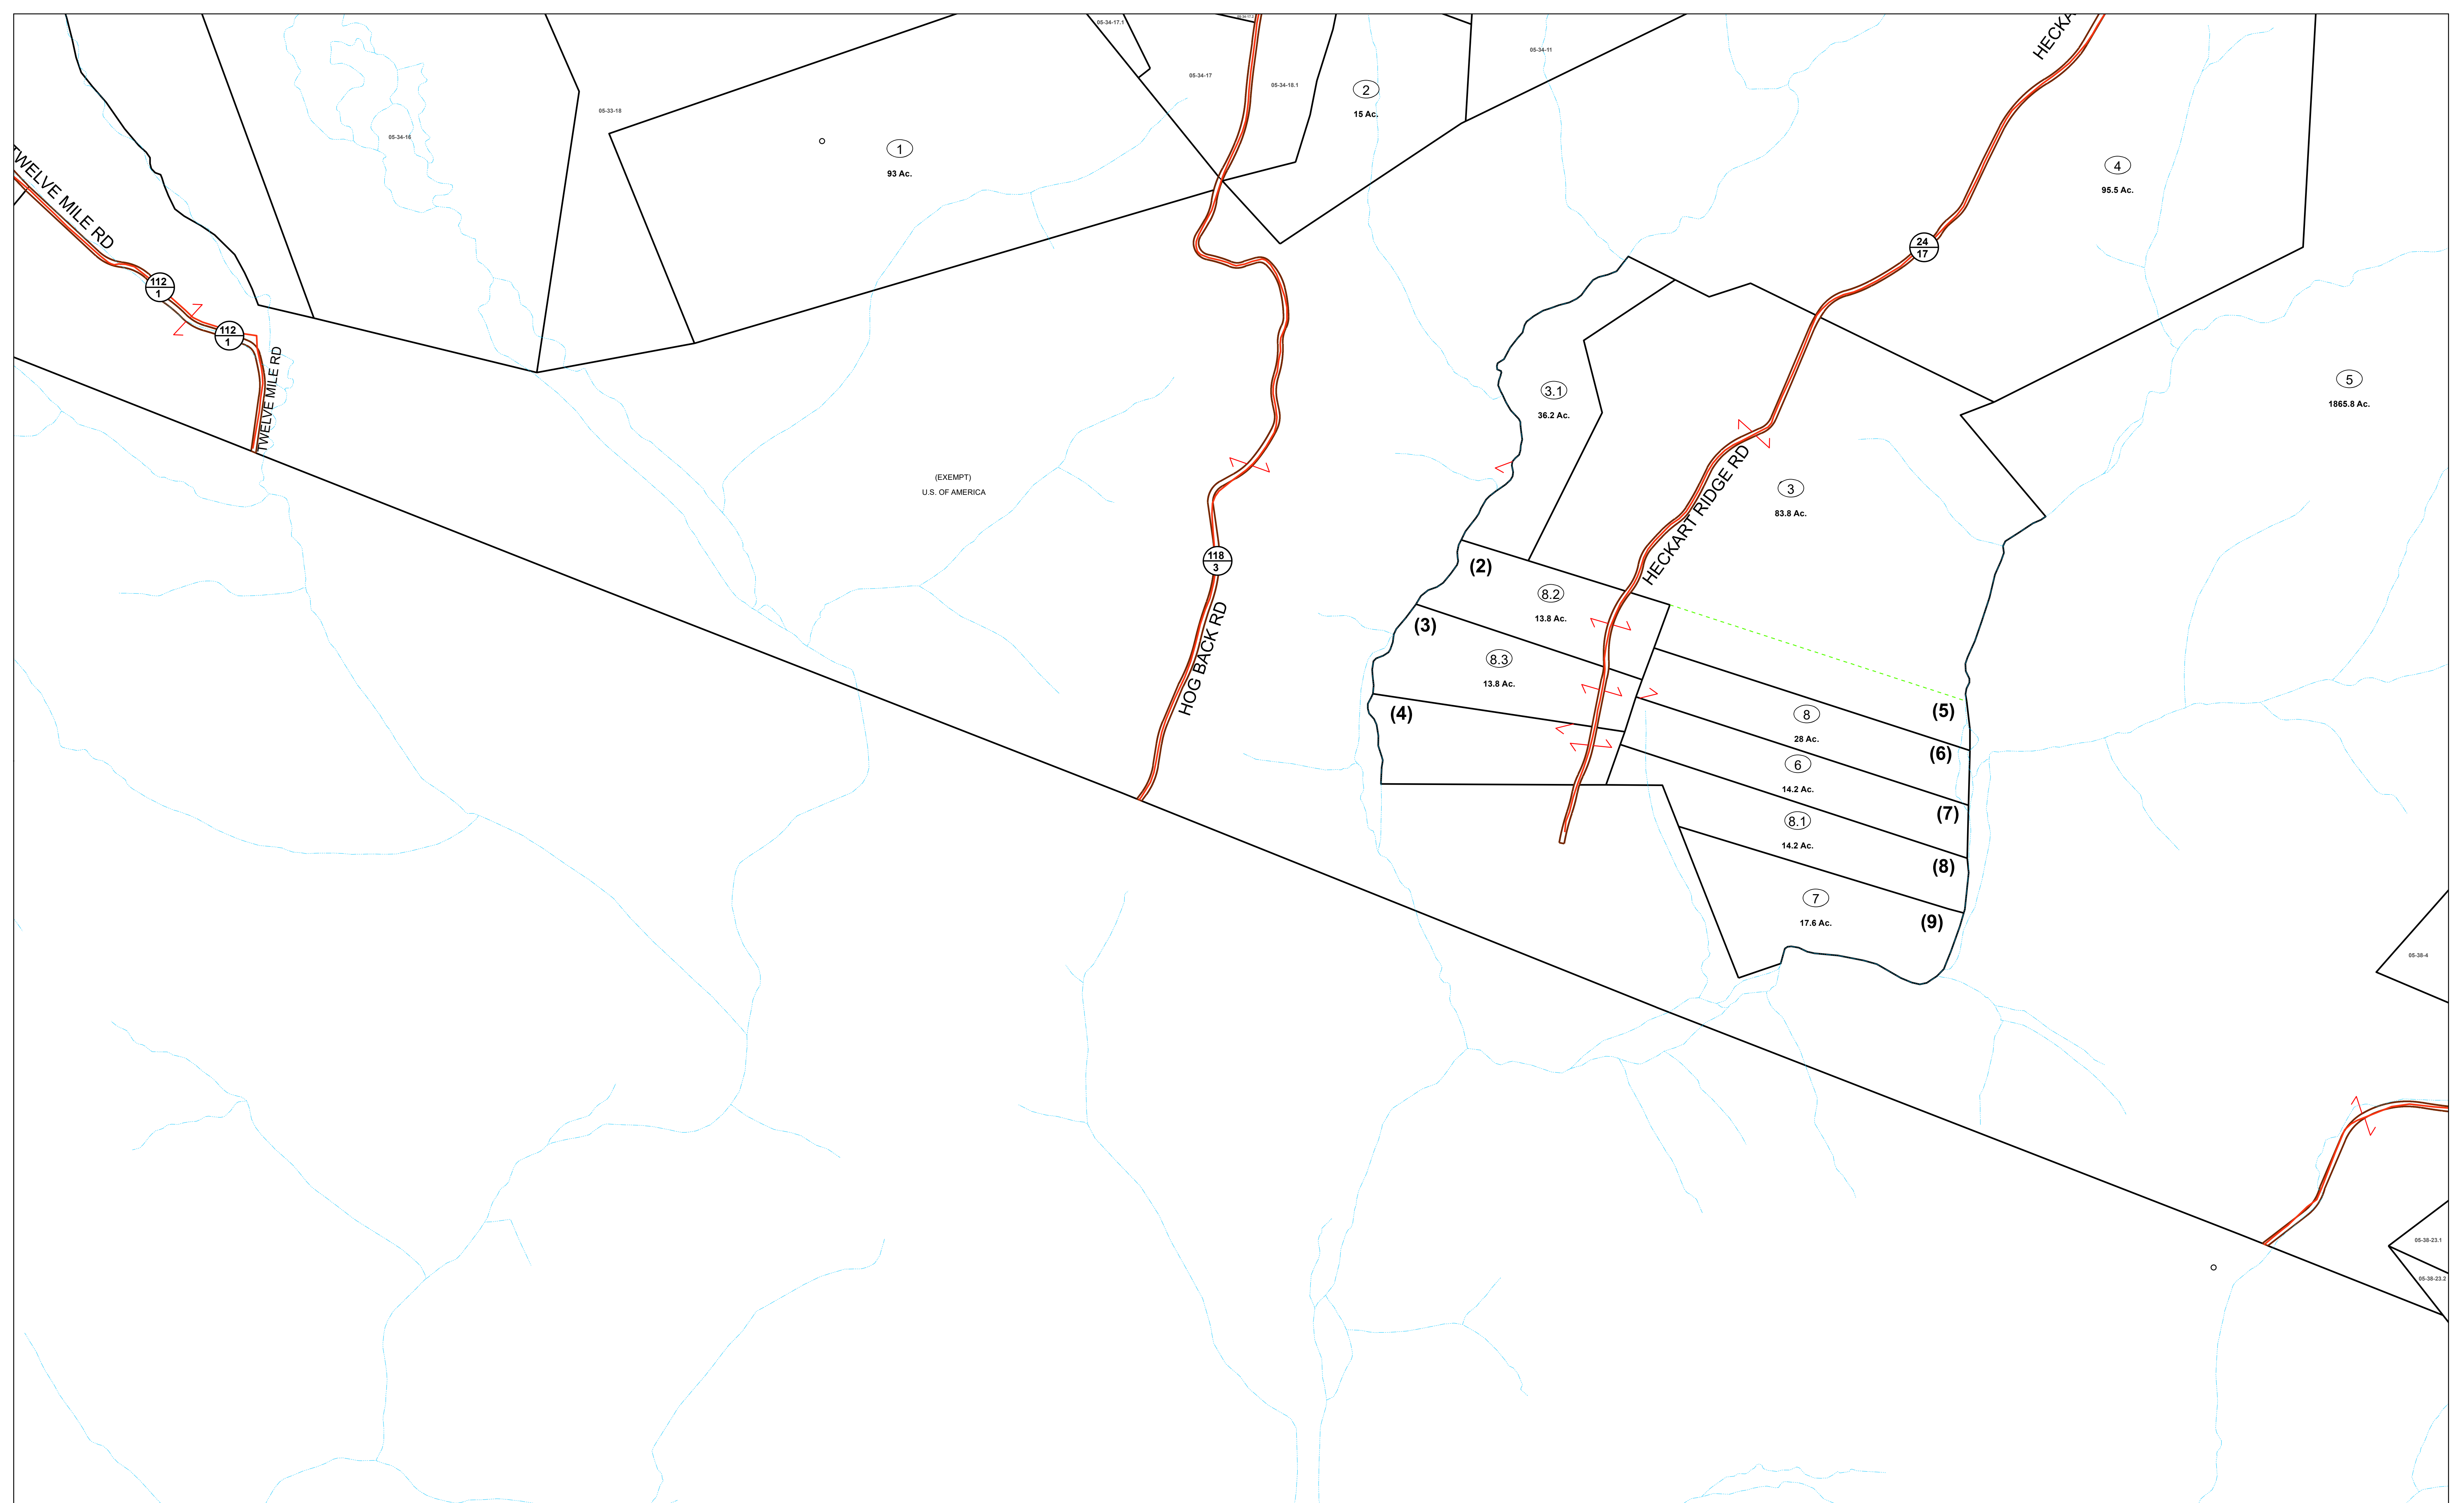 05-34-17.1
HECKA
05-34-11
05-34-17
05-34-18.1
2
15 Ac.
05-33-18
05-34-16
1
93 Ac.
4
95.5 Ac.
TWELVE MILE RD
24
17
112
1
112
1
TWELVE MILE RD
3.1
36.2 Ac.
5
1865.8 Ac.
(EXEMPT)
U.S. OF AMERICA
3
83.8 Ac.
HECKART RIDGE RD
118
3
(2)
8.2
13.8 Ac.
(3)
HOG BACK RD
8.3
13.8 Ac.
(4)
8
28 Ac.
(5)
(6)
6
14.2 Ac.
(7)
8.1
14.2 Ac.
(8)
7
17.6 Ac.
(9)
05-38-4
05-38-23.1
05-38-23.2